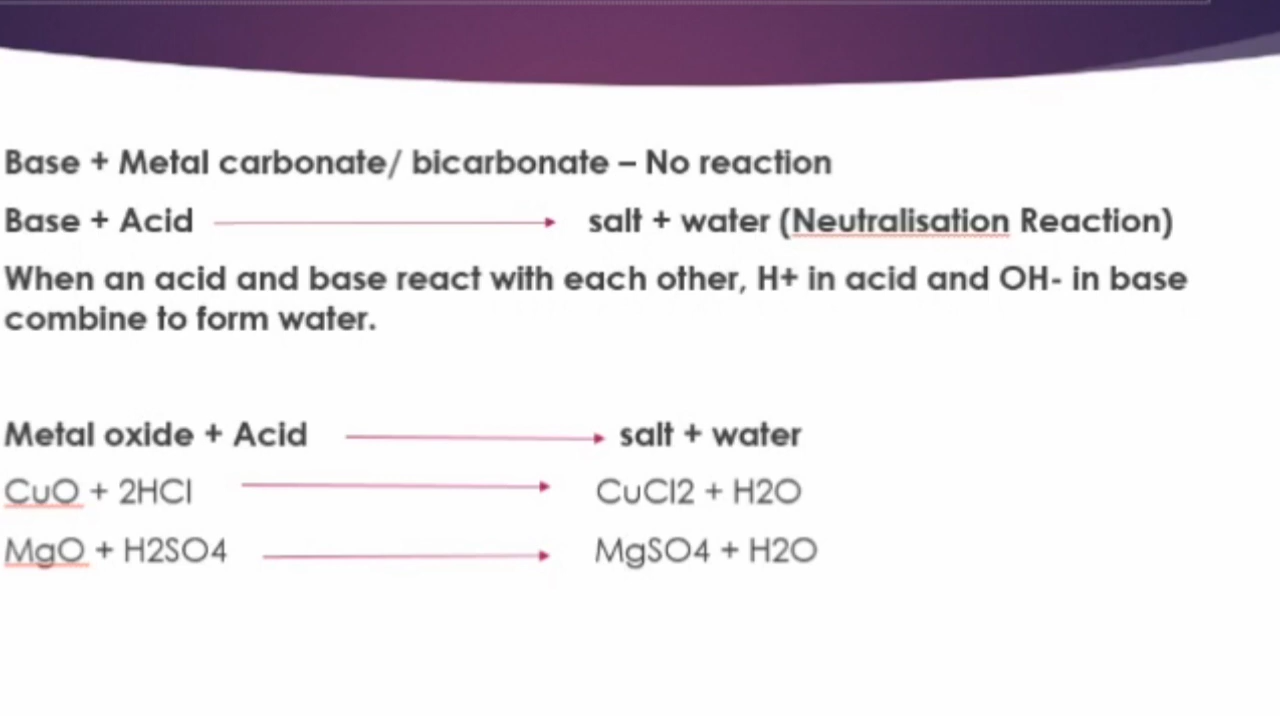 Base + Metal carbonate/ bicarbonate – No reaction
Base + Acid salt + water (Neutralisation Reaction)
When an acid and base react with each other, H+ in acid and OH- in base
combine to form water.
Metal oxide + Acid salt + water
CuO + 2HCl CuCl2 + H2O
MgO + H2SO4 MgSO4 + H2O